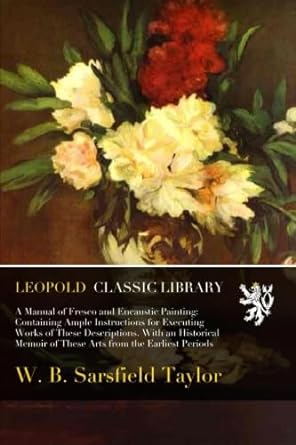 LEOPOLD CLASSIC LIBRARY
A Manual of Fresco and Encaustic Painting:
Containing Ample Instructions for Executing
Works of These Descriptions. With an Historical
Memoir of These Arts from the Earliest Periods
W. B. Sarsfield Taylor